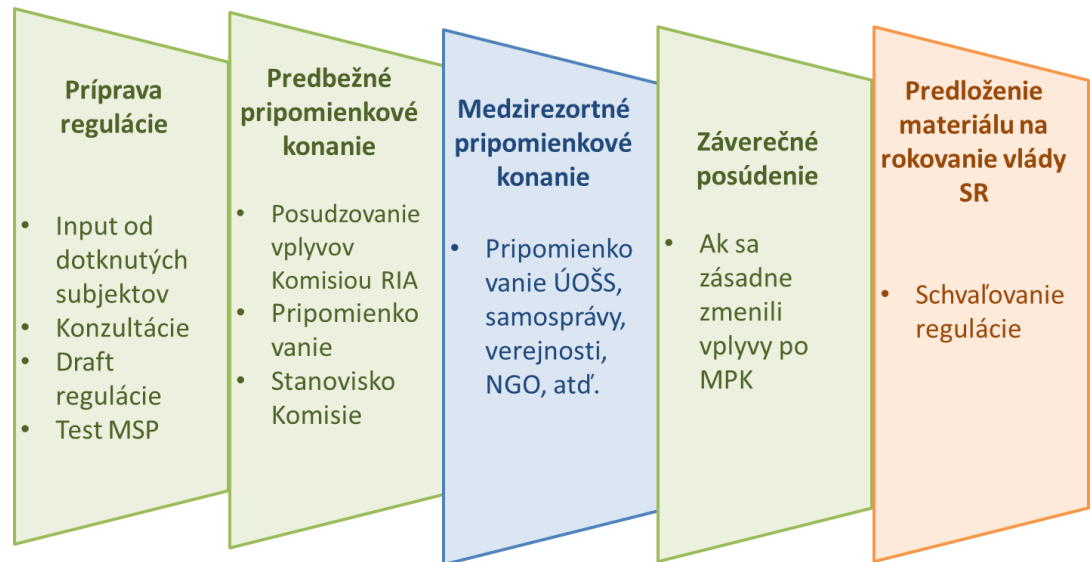 Príprava
regulácie
• Input od
dotknutých
subjektov
• Konzultácie
• Draft
regulácie
• Test MSP
Predbežné
pripomienkové
konanie
• Posudzovanie
vplyvov
Komisiou RIA
• Pripomienko
vanie
• Stanovisko
Komisie
Medzirezortné
pripomienkové
konanie
• Pripomienko
vanie ÚOŠS,
samosprávy,
verejnosti,
NGO, atď.
Záverečné
posúdenie
• Ak sa
zásadne
zmenili
vplyvy po
MPK
Predloženie
materiálu na
rokovanie vlády
SR
• Schvaľovanie
regulácie